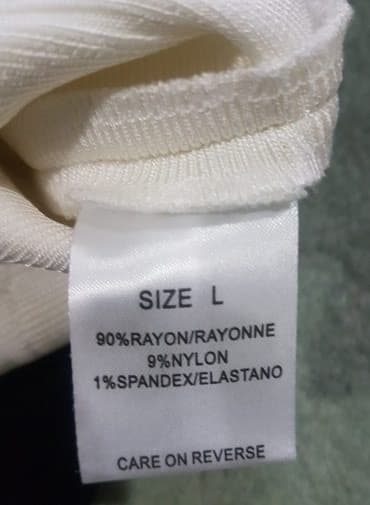 SIZE L
90%RAYON/RAYONNE
9%NYLON
1%SPANDEX/ELASTANO
CARE ON REVERSE